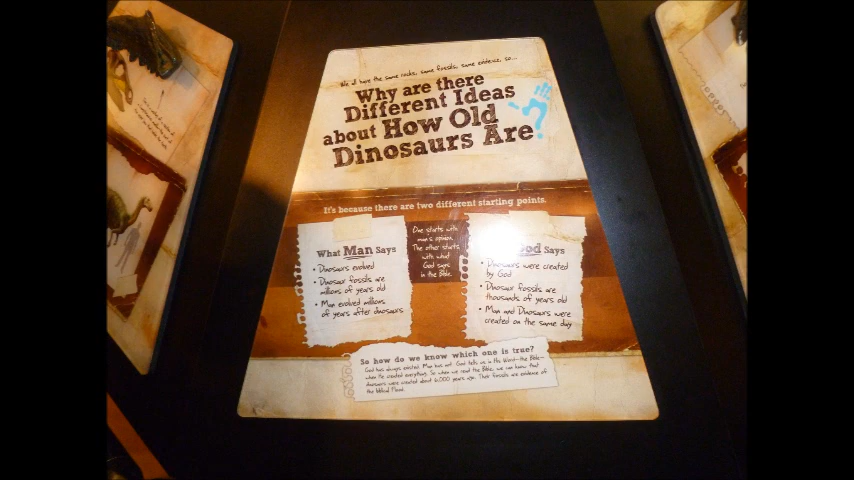 We all have the same rocks, same fossils, same evidence, so...
Why are there
Different Ideas
about How Old
Dinosaurs Are?
It's because there are two different starting points.
What Man Says
• Dinosaurs evolved
• Dinosaur fossils are
millions of years old
• Man evolved millions
of years after dinosaurs
One starts with
man's opinion.
The other starts
with what
God says
in the Bible.
God Says
• Dinosaurs were created
by God
• Dinosaur fossils are
thousands of years old
• Man and Dinosaurs were
created on the same day
So how do we know which one is true?
God has always existed. Man has not. God tells us in His Word—the Bible—
when He created everything. So when we read the Bible, we can know that
dinosaurs were created about 6,000 years ago. Their fossils are evidence of
the biblical Flood.